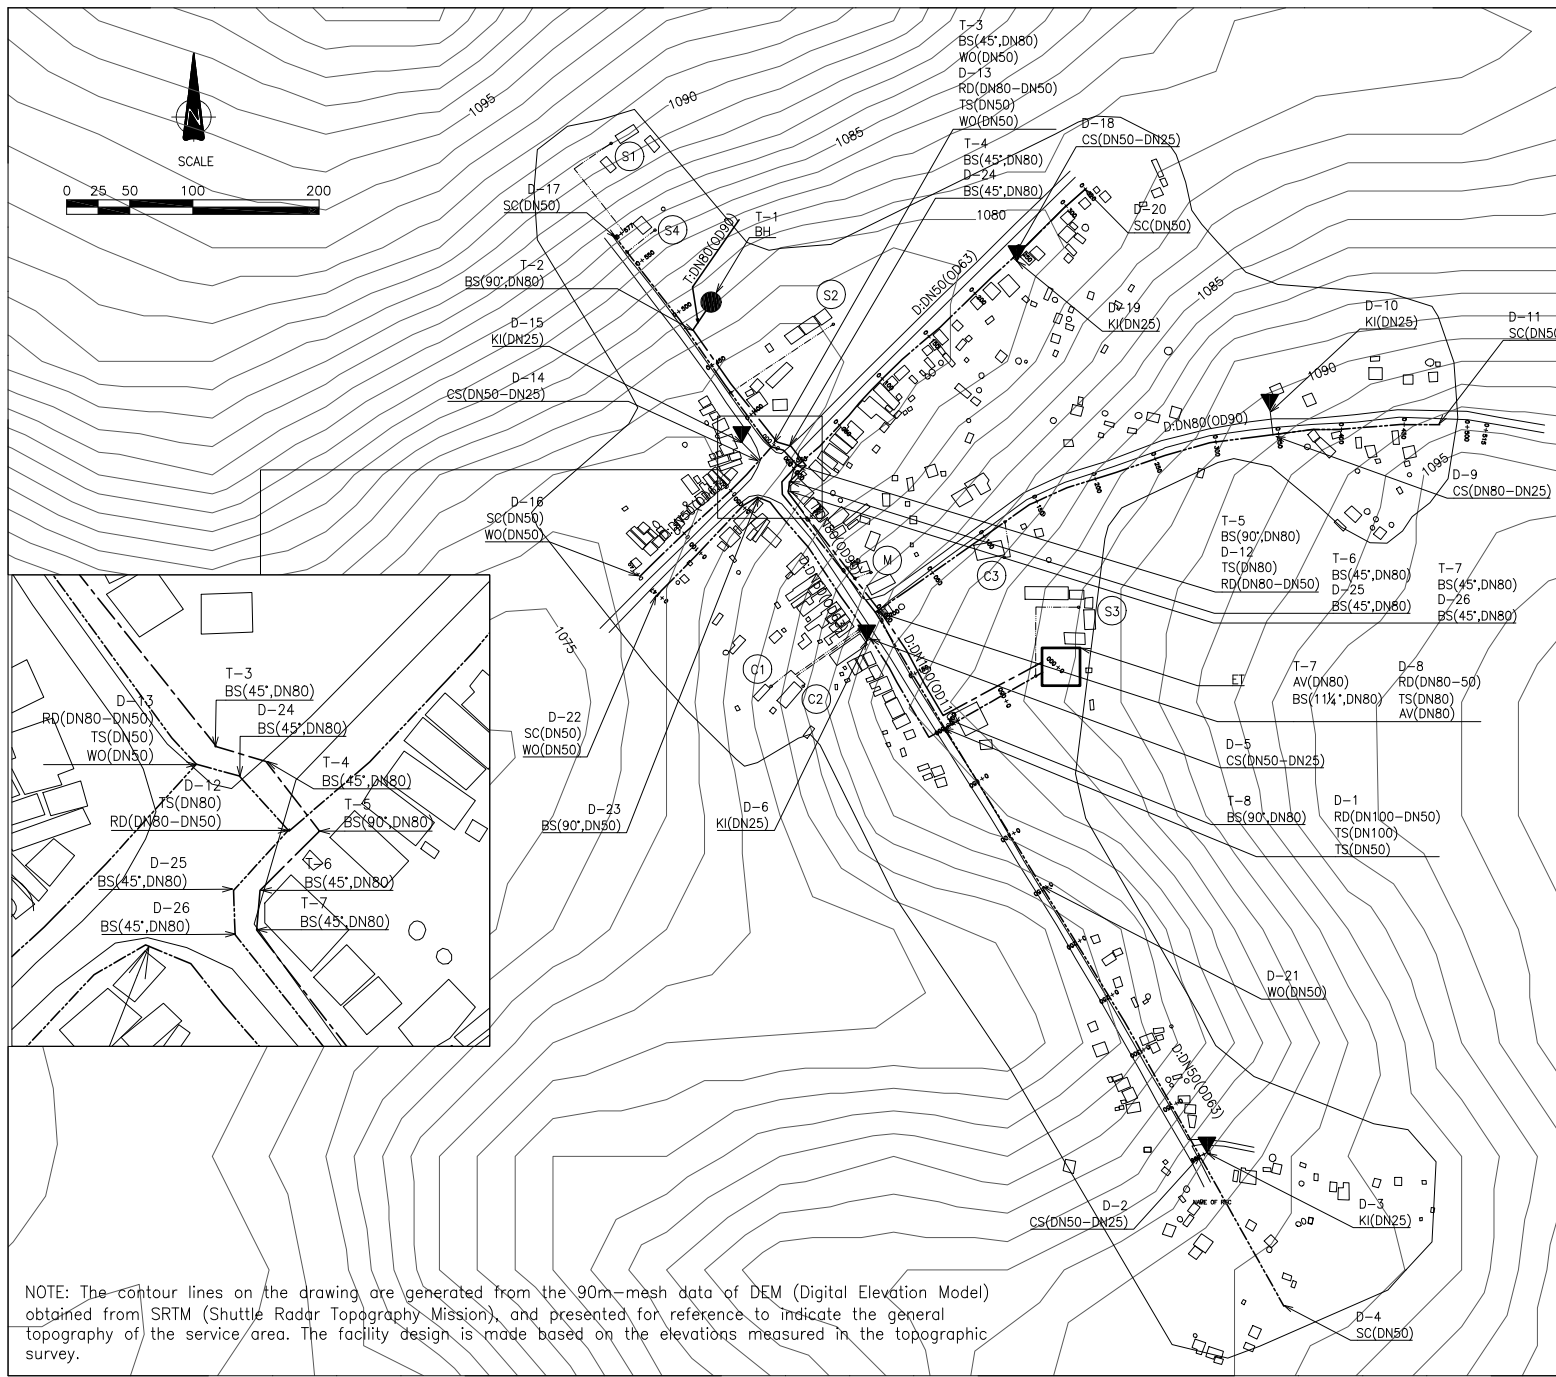 T-3
BS(45°,DN80)
WO(DN50)
D-13
RD(DN80-DN50)
TS(DN50)
WO(DN50)
D-18
CS(DN50-DN25)
T-4
BS(45°,DN80)
D-24
BS(45°,DN80)
1095
1090
1085
SCALE
0 25 50 100 200
S1
D-17
SC(DN50)
S4
T-1
BH
1080
D-20
SC(DN50)
T:DN80(OD90)
T-2
BS(90°,DN80)
D:DN50(OD63)
S2
D-19
KI(DN25)
1085
D-10
KI(DN25)
D-11
D-15
KI(DN25)
D-14
CS(DN50-DN25)
1090
D:DN80(OD90)
1095
D-9
CS(DN80-DN25)
D-16
SC(DN50)
WO(DN50)
T-5
BS(90°,DN80)
D-12
TS(DN80)
RD(DN80-DN50)
T-6
BS(45°,DN80)
D-25
BS(45°,DN80)
T-7
BS(45°,DN80)
D-26
BS(45°,DN80)
M
C3
S3
1075
C1
C2
ET
T-7
AV(DN80)
BS(11¼°,DN80)
D-8
RD(DN80-50)
TS(DN80)
AV(DN80)
D-22
SC(DN50)
WO(DN50)
D-5
CS(DN50-DN25)
D-23
BS(90°,DN50)
D-6
KI(DN25)
T-8
BS(90°,DN80)
D-1
RD(DN100-DN50)
TS(DN100)
TS(DN50)
T-3
BS(45°,DN80)
D-24
BS(45°,DN80)
D-13
RD(DN80-DN50)
TS(DN50)
WO(DN50)
T-4
BS(45°,DN80)
D-12
TS(DN80)
RD(DN80-DN50)
T-5
BS(90°,DN80)
D-25
BS(45°,DN80)
T-6
BS(45°,DN80)
D-26
BS(45°,DN80)
T-7
BS(45°,DN80)
D-21
WO(DN50)
D:DN50(OD63)
D-2
CS(DN50-DN25)
D-3
KI(DN25)
D-4
SC(DN50)
NOTE: The contour lines on the drawing are generated from the 90m-mesh data of DEM (Digital Elevation Model)
obtained from SRTM (Shuttle Radar Topography Mission), and presented for reference to indicate the general
topography of the service area. The facility design is made based on the elevations measured in the topographic
survey.